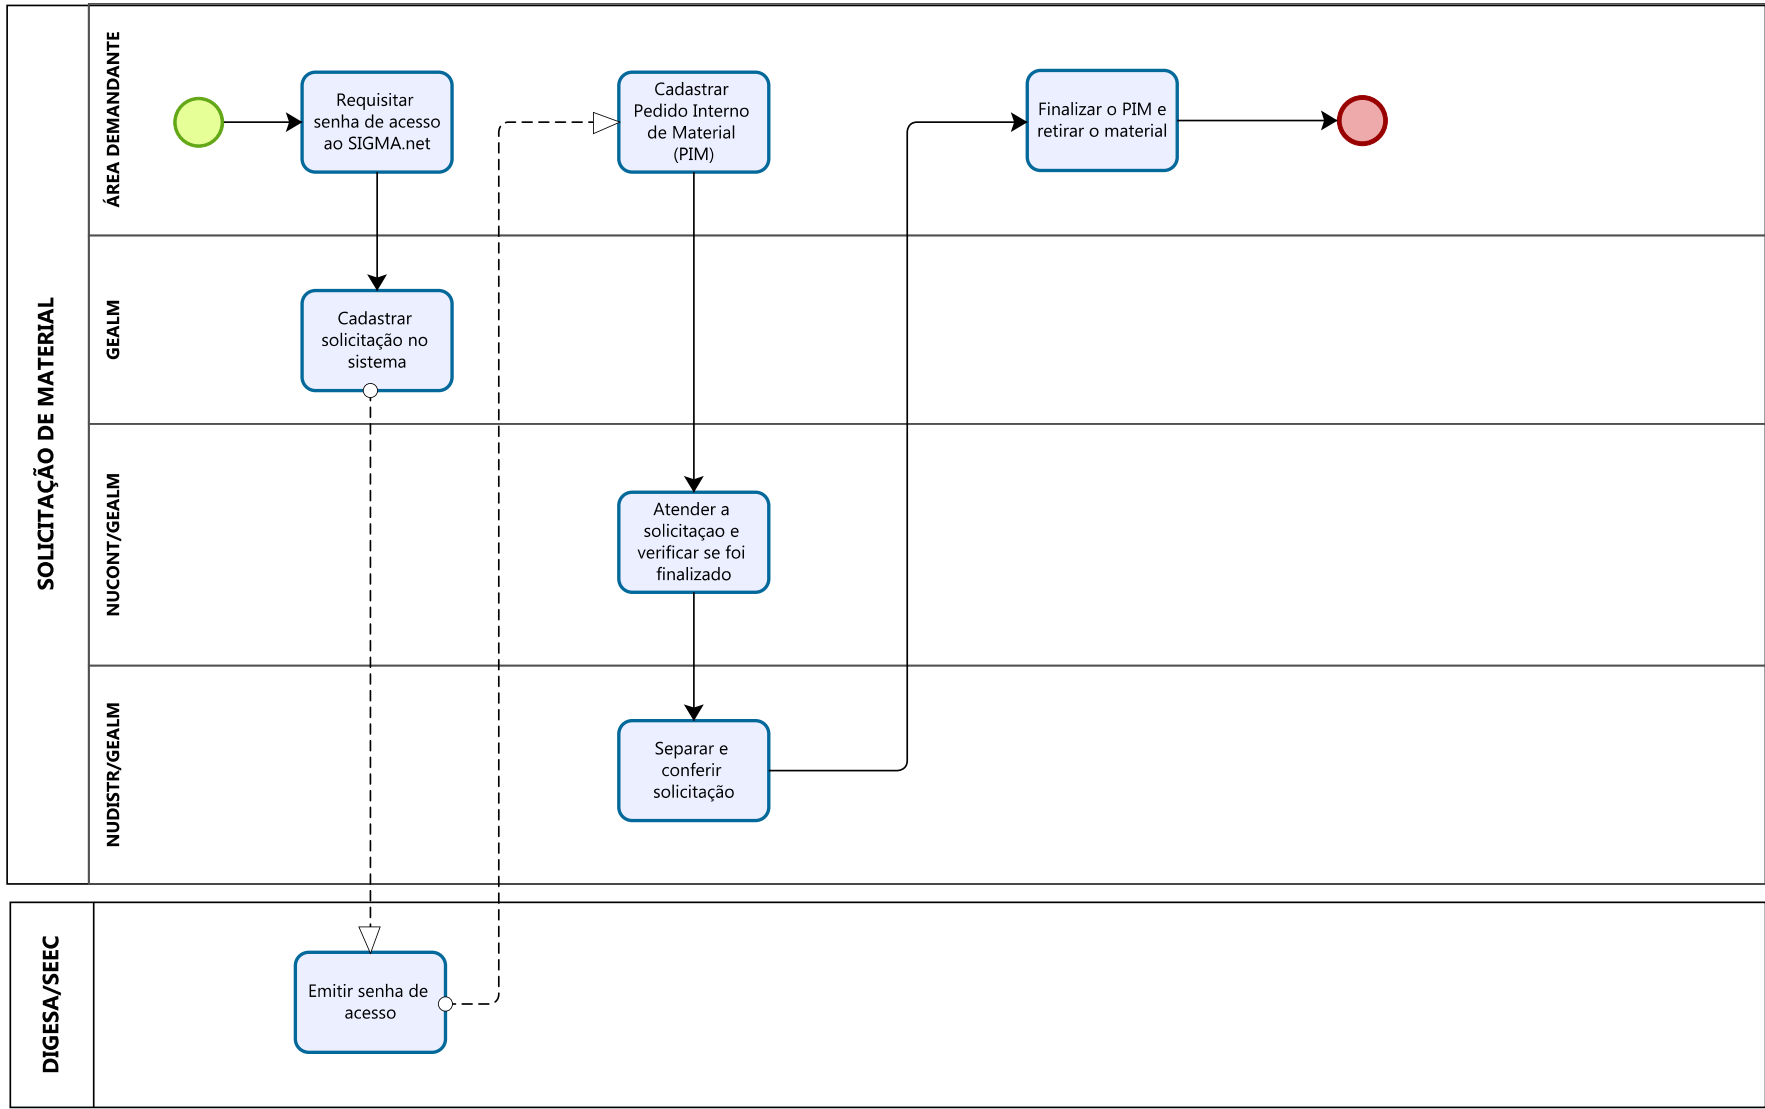 SOLICITAÇÃO DE MATERIAL
ÁREA DEMANDANTE
Requisitar
senha de acesso
ao SIGMA.net
Cadastrar
Pedido Interno
de Material
(PIM)
Finalizar o PIM e
retirar o material
GEALM
Cadastrar
solicitação no
sistema
NUCONT/GEALM
Atender a
solicitaçao e
verificar se foi
finalizado
NUDISTR/GEALM
Separar e
conferir
solicitação
DIGESA/SEEC
Emitir senha de
acesso